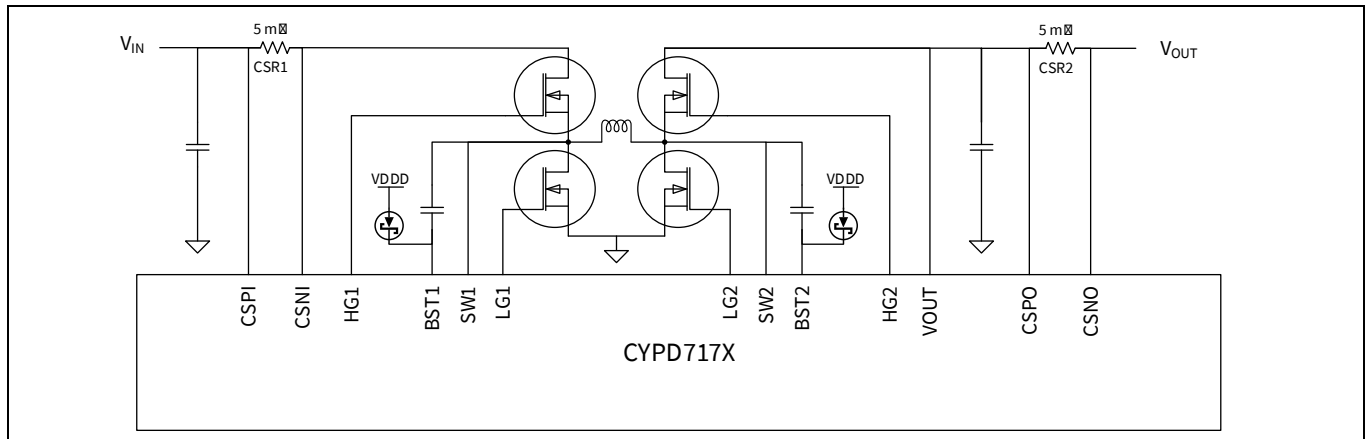 5 m
5 m
VIN
CSR1
CSR2
VOUT
VDDD
VDDD
CSPI
CSNI
HG1
BST1
SW1
LG1
LG2
SW2
BST2
HG2
VOUT
CSPO
CSNO
CYPD717X